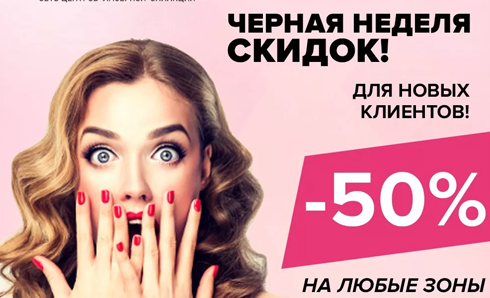 ЧЕРНАЯ НЕДЕЛЯ
СКИДОК!
ДЛЯ НОВЫХ
КЛИЕНТОВ!
-50%
НА ЛЮБЫЕ ЗОНЫ